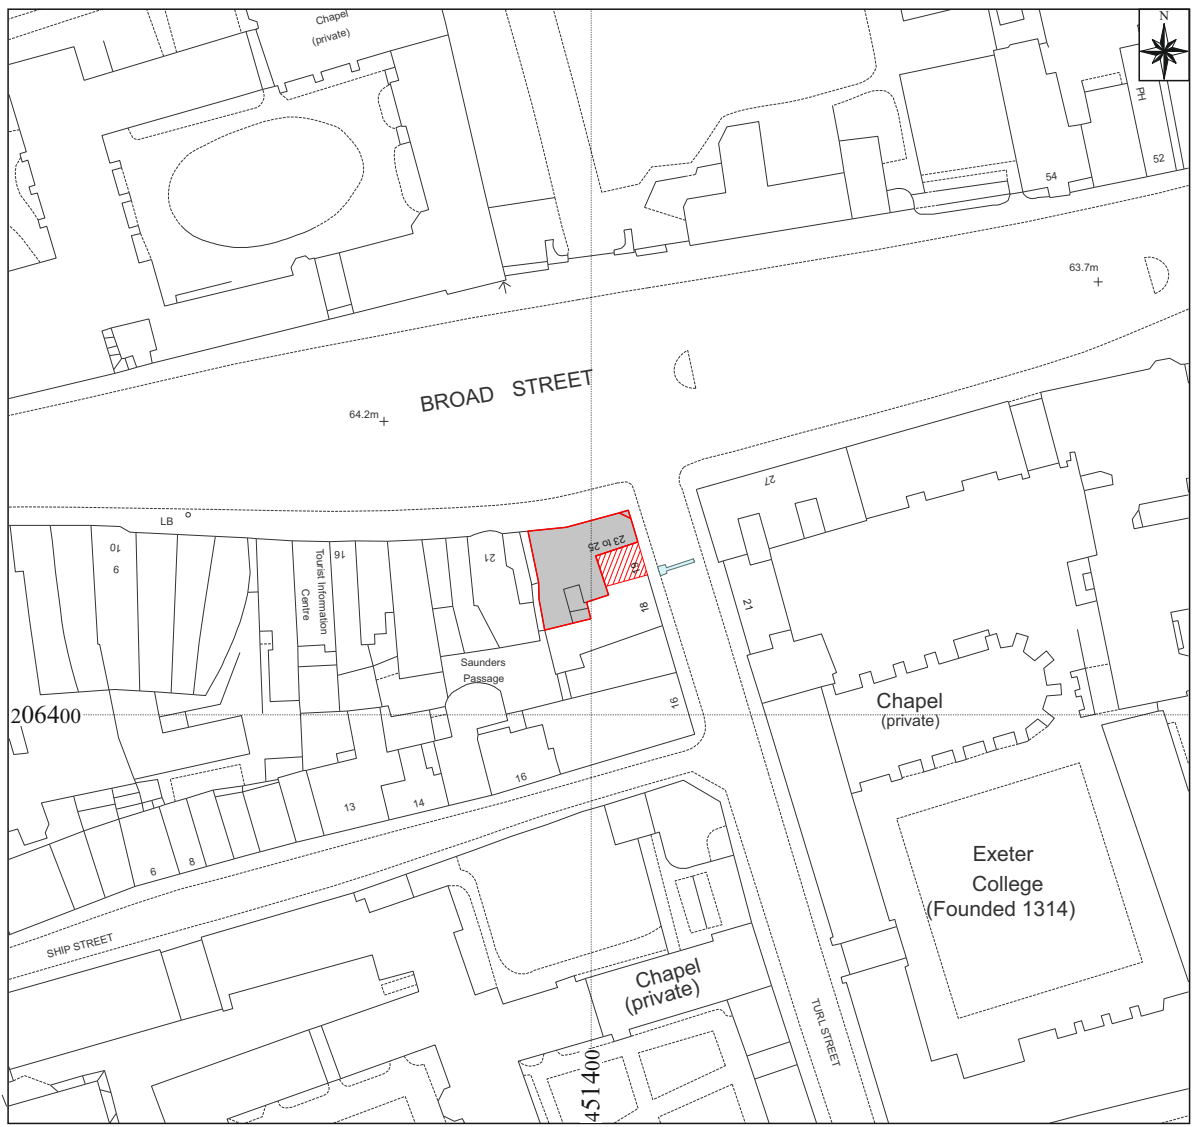 Chapel
(private)
N
PH
52
54
63.7m
BROAD STREET
64.2m
27
LB
10
9
Tourist Information
Centre
16
21
23 to 25
19
18
21
Saunders
Passage
16
Chapel
(private)
206400
16
13
14
6
8
Exeter
College
(Founded 1314)
SHIP STREET
Chapel
(private)
TURL STREET
451400